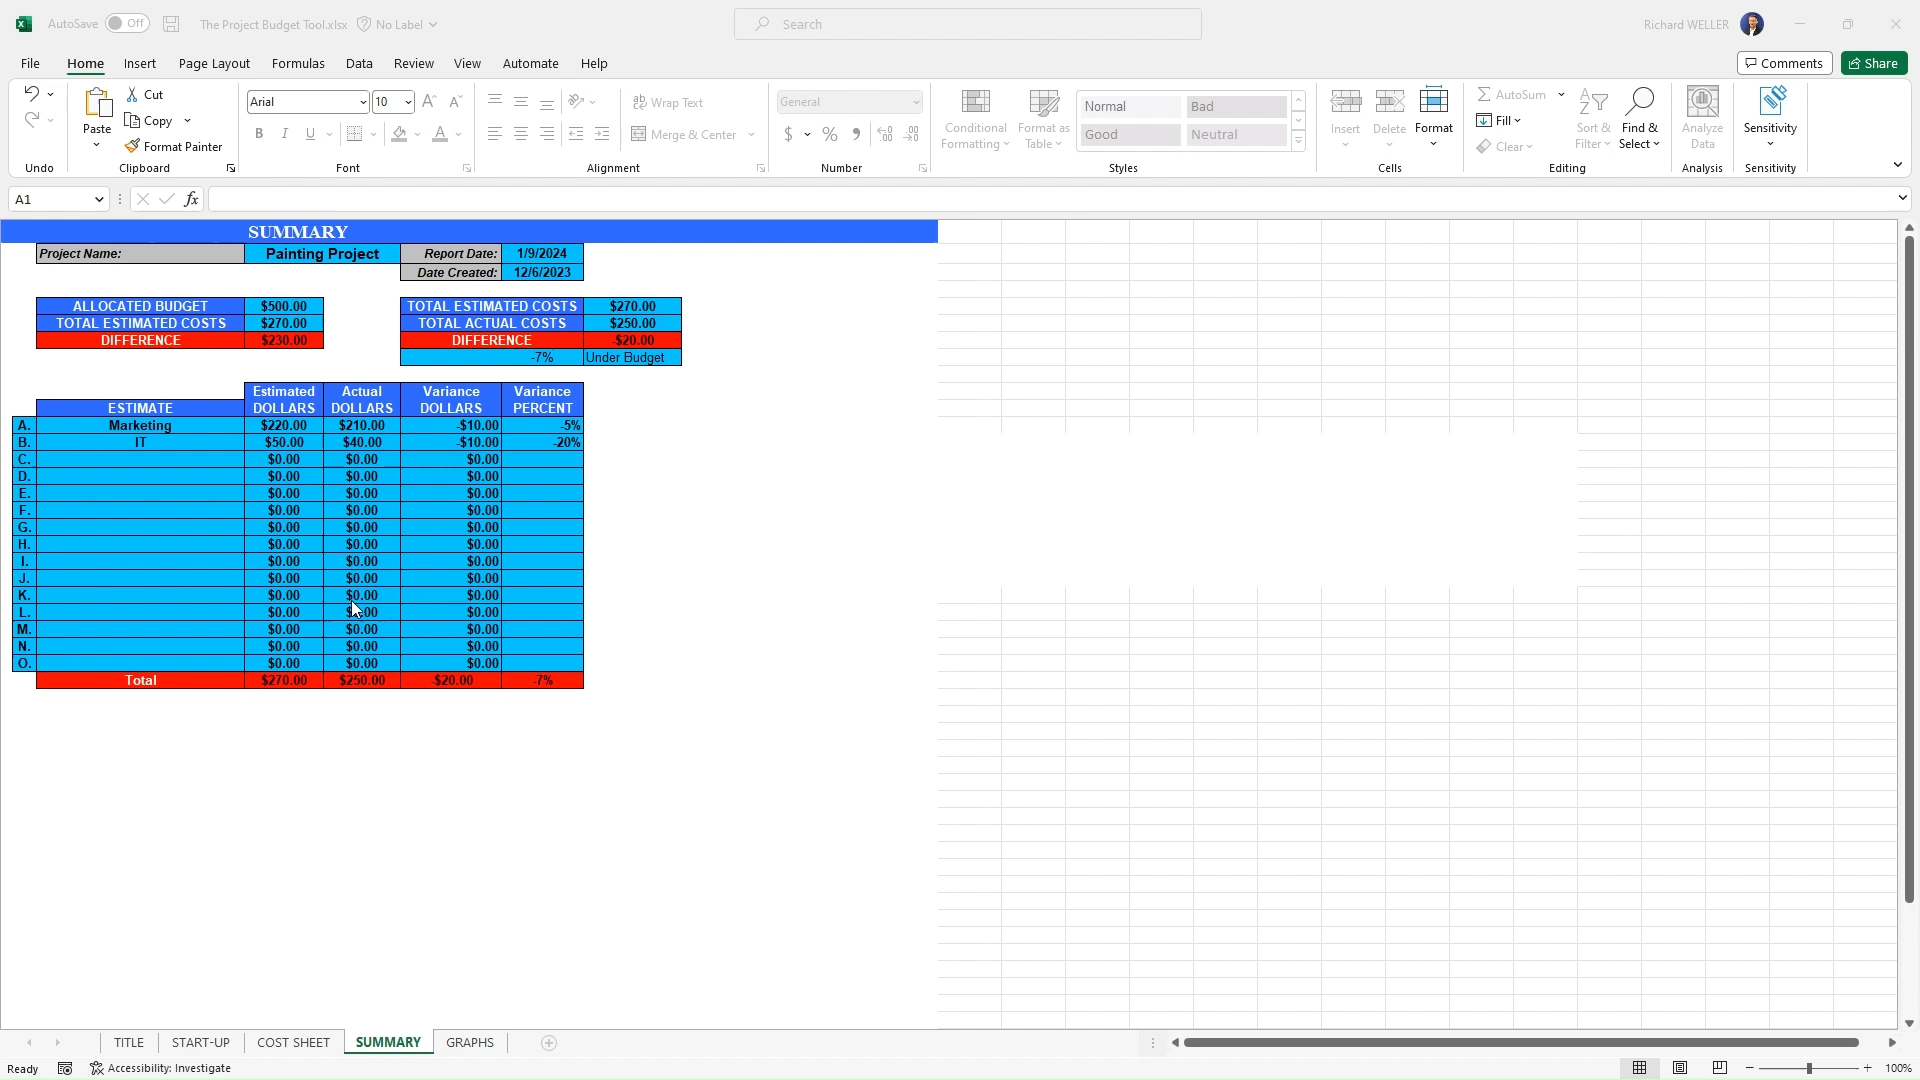 AutoSave Off The Project Budget Tool.xlsx No Label Search Richard WELLER
File Home Insert Page Layout Formulas Data Review View Automate Help Comments Share
Paste Cut Copy Format Painter
Arial 10
B I U A
Wrap Text
Merge & Center
General
$ % 9
Conditional Formatting
Format as Table
Normal Bad
Good Neutral
Insert Delete Format
AutoSum
Fill
Clear
Sort & Filter
Find & Select
Analyze Data
Sensitivity
Undo Clipboard Font Alignment Number Styles Cells Editing Analysis Sensitivity
A1 fx
SUMMARY
Project Name: Painting Project Report Date: 1/9/2024
Date Created: 12/6/2023
ALLOCATED BUDGET $500.00 TOTAL ESTIMATED COSTS $270.00
TOTAL ESTIMATED COSTS $270.00 TOTAL ACTUAL COSTS $250.00
DIFFERENCE $230.00 DIFFERENCE -$20.00
-7% Under Budget
Estimated Actual Variance Variance
ESTIMATE DOLLARS DOLLARS DOLLARS PERCENT
A. Marketing $220.00 $210.00 -$10.00 -5%
B. IT $50.00 $40.00 -$10.00 -20%
C. $0.00 $0.00 $0.00
D. $0.00 $0.00 $0.00
E. $0.00 $0.00 $0.00
F. $0.00 $0.00 $0.00
G. $0.00 $0.00 $0.00
H. $0.00 $0.00 $0.00
I. $0.00 $0.00 $0.00
J. $0.00 $0.00 $0.00
K. $0.00 $0.00 $0.00
L. $0.00 $0.00 $0.00
M. $0.00 $0.00 $0.00
N. $0.00 $0.00 $0.00
O. $0.00 $0.00 $0.00
Total $270.00 $250.00 -$20.00 -7%
TITLE START-UP COST SHEET SUMMARY GRAPHS
Ready Accessibility: Investigate 100%